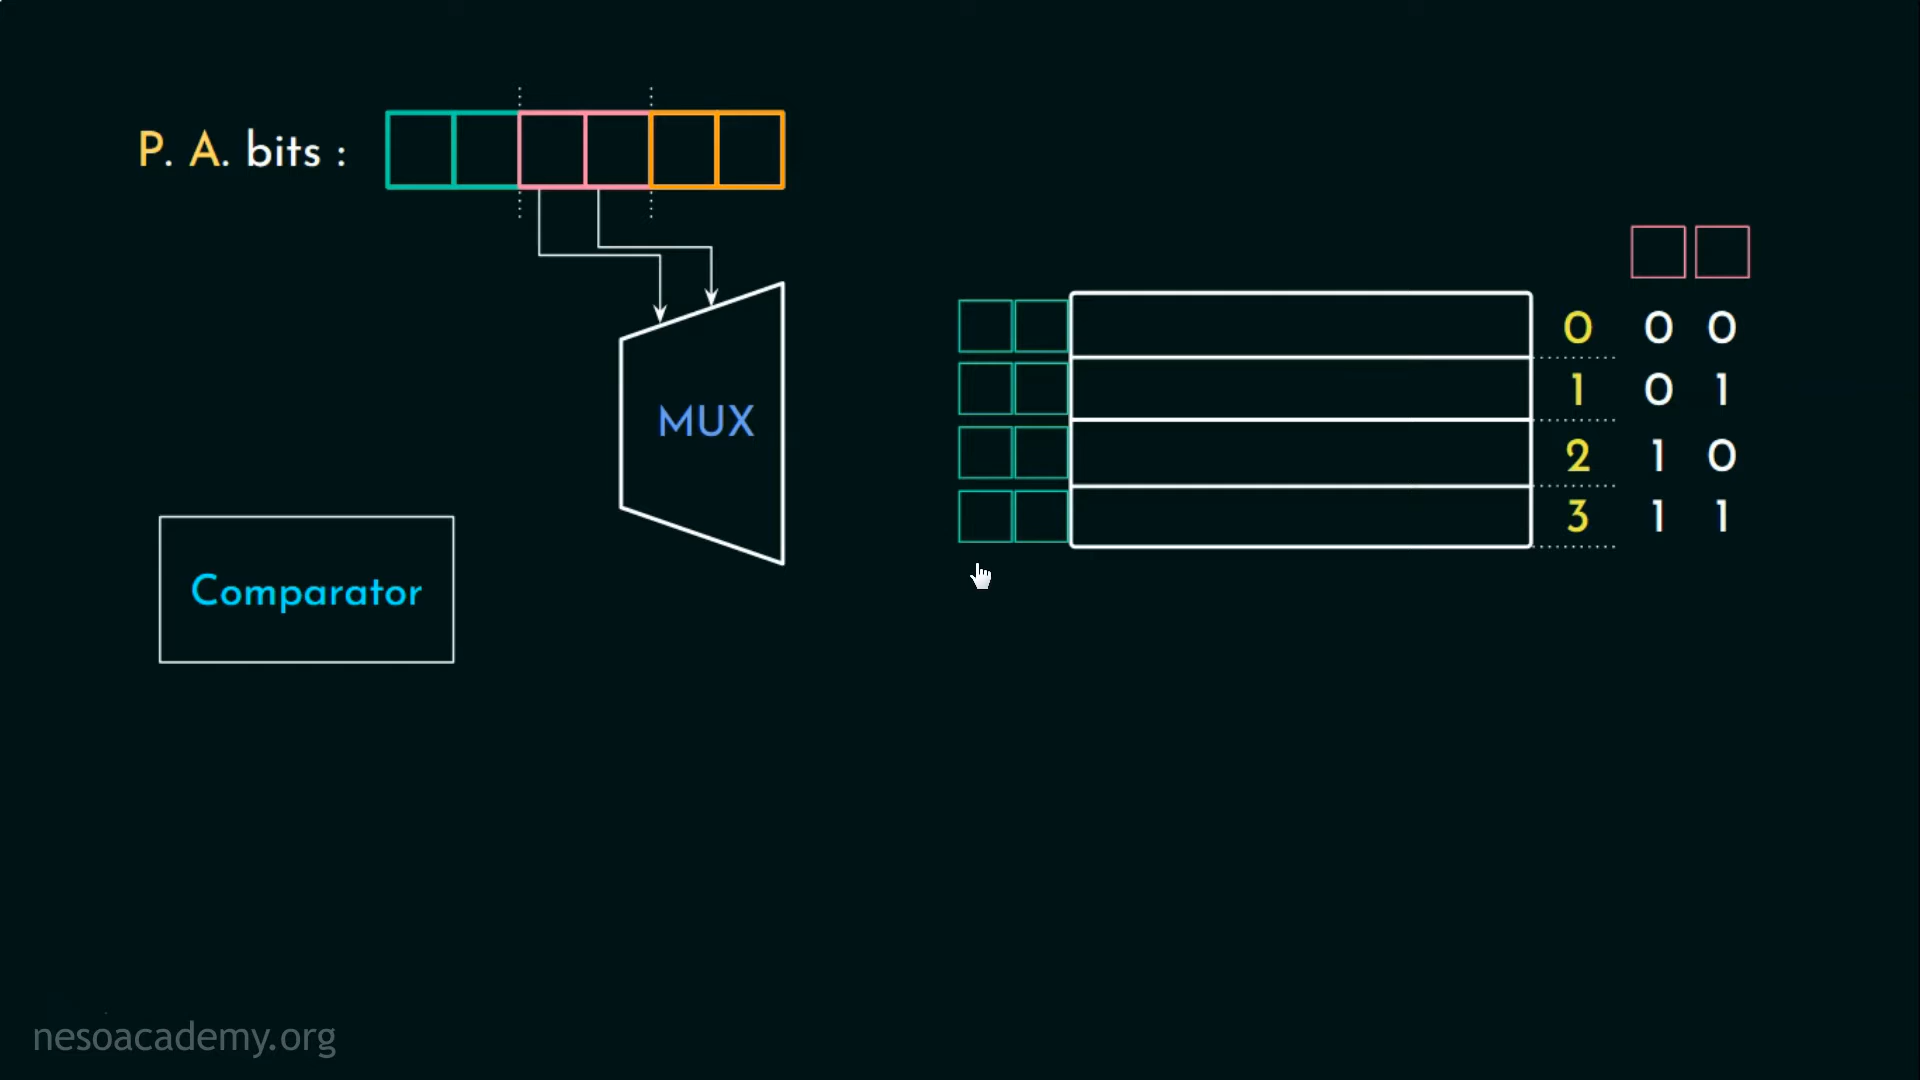 P. A. bits :
0 0 0
1 0 1
MUX
2 1 0
3 1 1
Comparator
nesoacademy.org